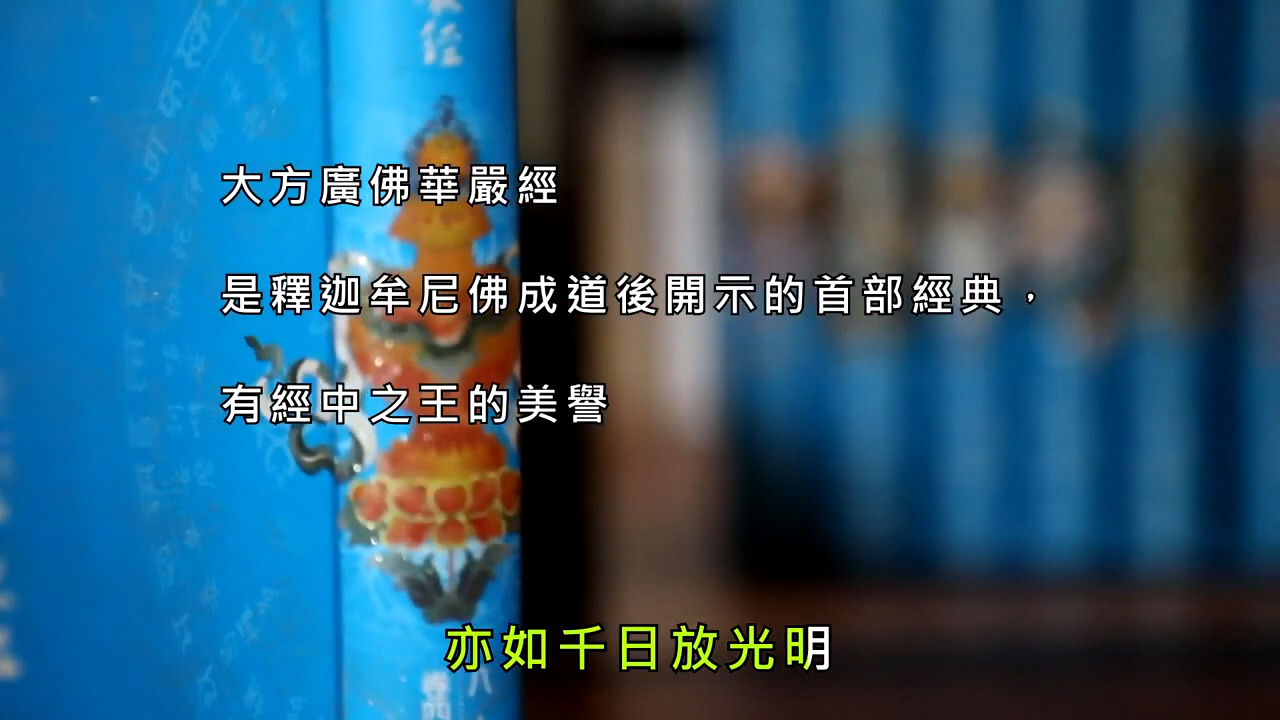 經
大方廣佛華嚴經
是釋迦牟尼佛成道後開示的首部經典，
有經中之王的美譽
亦如千日放光明
八